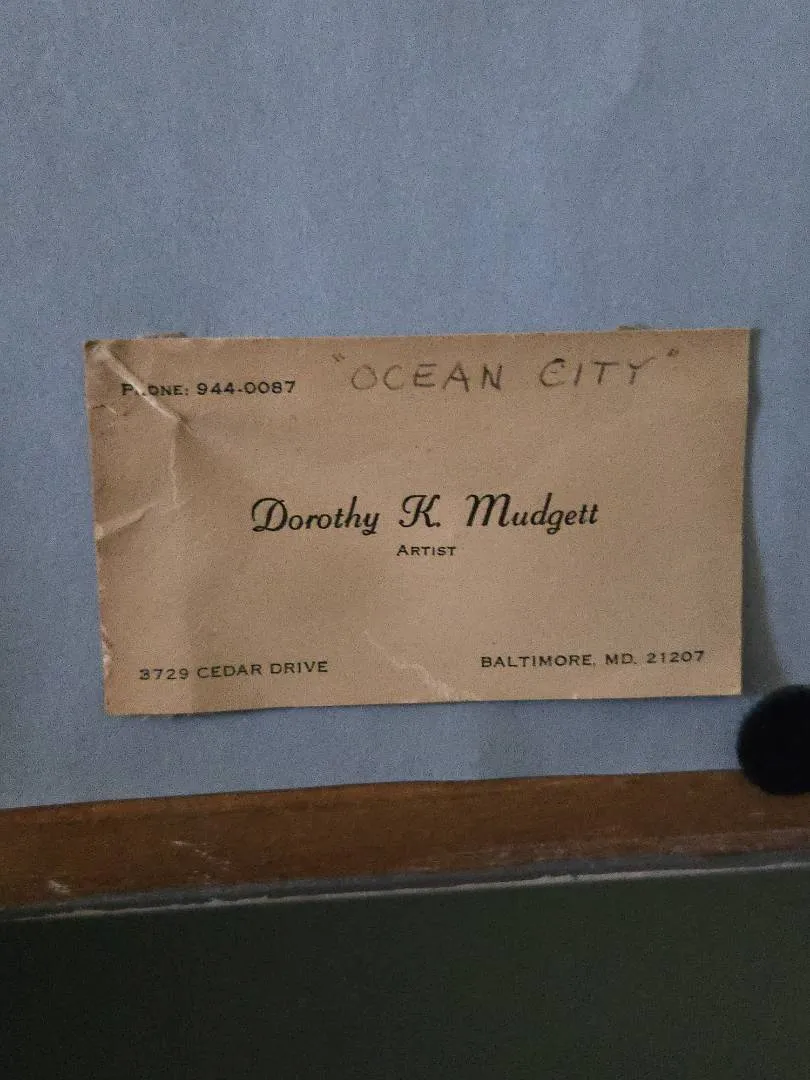 PHONE: 944-0087 "OCEAN CITY"
Dorothy K. Mudgett
ARTIST
3729 CEDAR DRIVE BALTIMORE, MD. 21207